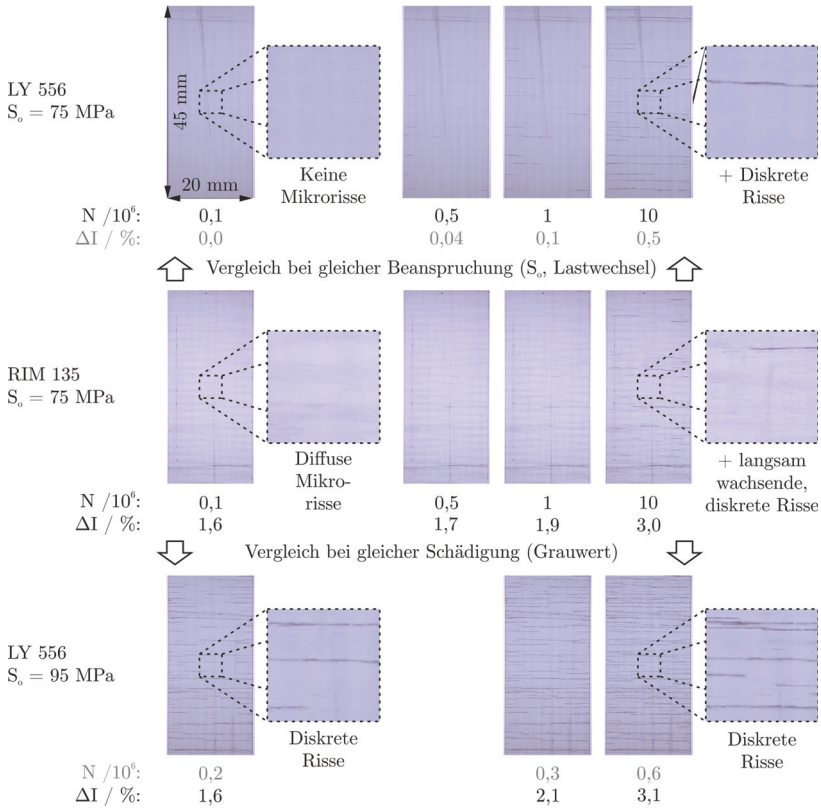 LY 556
S₀ = 75 MPa
45 mm
20 mm
Keine
Mikrorisse
+ Diskrete
Risse
N /10⁶: 0,1 0,5 1 10
ΔI / %: 0,0 0,04 0,1 0,5
Vergleich bei gleicher Beanspruchung (S₀, Lastwechsel)
RIM 135
S₀ = 75 MPa
Diffuse
Mikro-
risse
+ langsam
wachsende,
diskrete Risse
N /10⁶: 0,1 0,5 1 10
ΔI / %: 1,6 1,7 1,9 3,0
Vergleich bei gleicher Schädigung (Grauwert)
LY 556
S₀ = 95 MPa
Diskrete
Risse
Diskrete
Risse
N /10⁶: 0,2 0,3 0,6
ΔI / %: 1,6 2,1 3,1